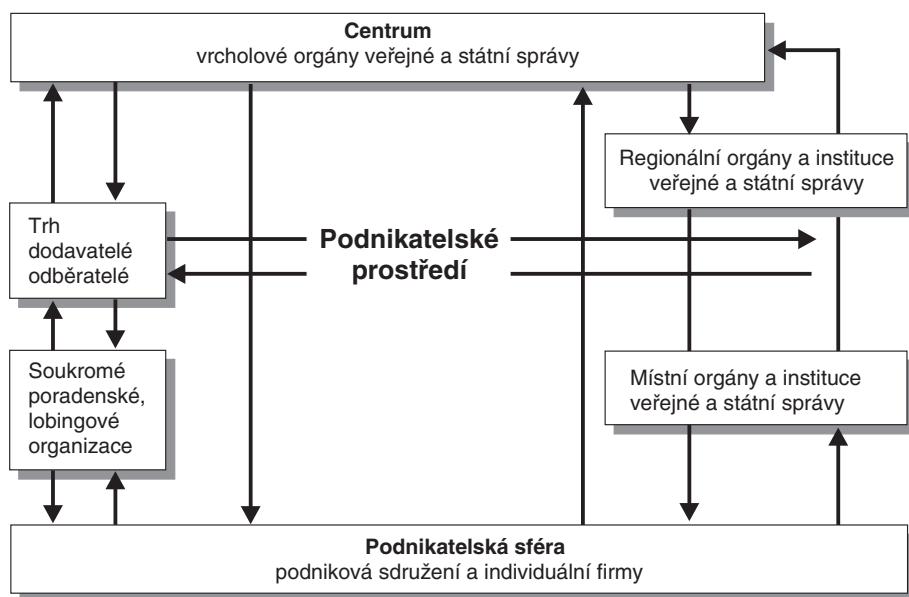 Centrum
vrcholové orgány veřejné a státní správy
Regionální orgány a instituce
veřejné a státní správy
Trh
dodavatelé
odběratelé
Podnikatelské
prostředí
Soukromé
poradenské,
lobingové
organizace
Místní orgány a instituce
veřejné a státní správy
Podnikatelská sféra
podniková sdružení a individuální firmy